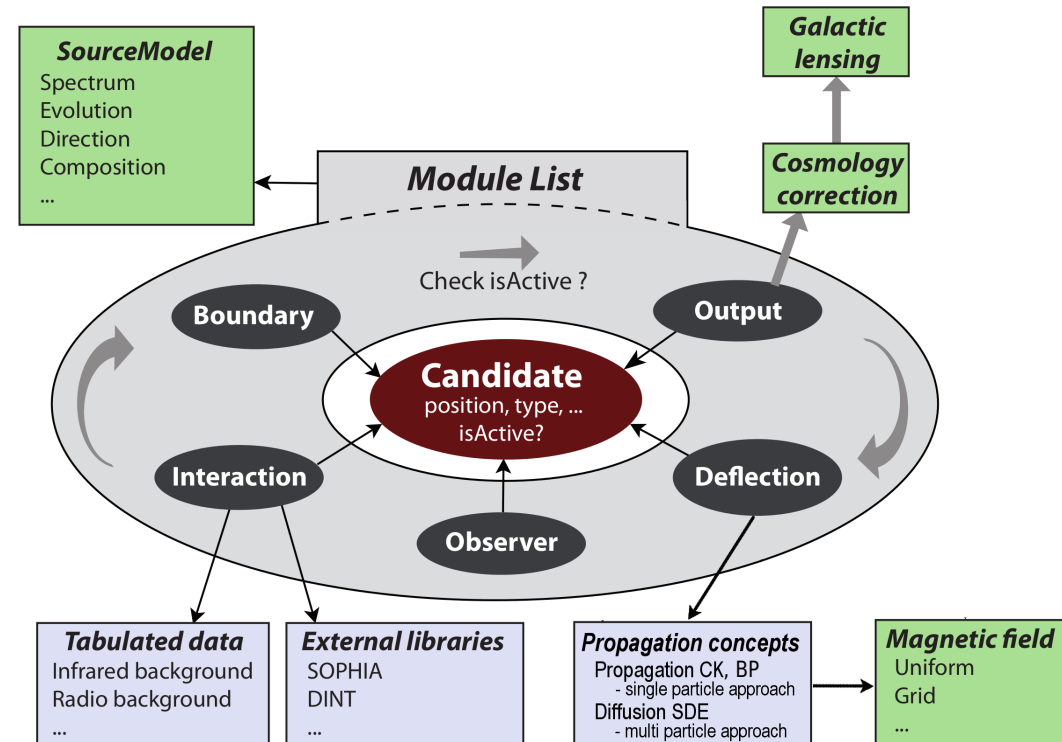 SourceModel
Spectrum
Evolution
Direction
Composition
...
Galactic
lensing
Cosmology
correction
Module List
Check isActive ?
Boundary
Output
Candidate
position, type, ...
isActive?
Interaction
Deflection
Observer
Tabulated data
Infrared background
Radio background
...
External libraries
SOPHIA
DINT
...
Propagation concepts
Propagation CK, BP
- single particle approach
Diffusion SDE
- multi particle approach
Magnetic field
Uniform
Grid
...